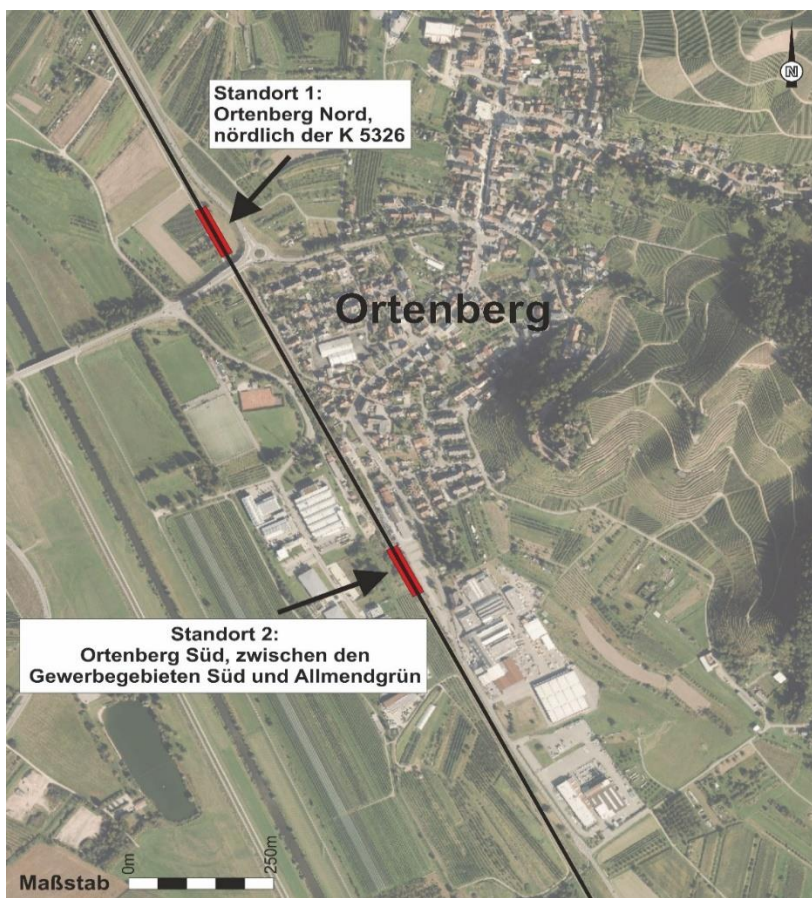 Standort 1:
Ortenberg Nord,
nördlich der K 5326
N
Ortenberg
Standort 2:
Ortenberg Süd, zwischen den
Gewerbegebieten Süd und Allmendgrün
Maßstab
0m
250m